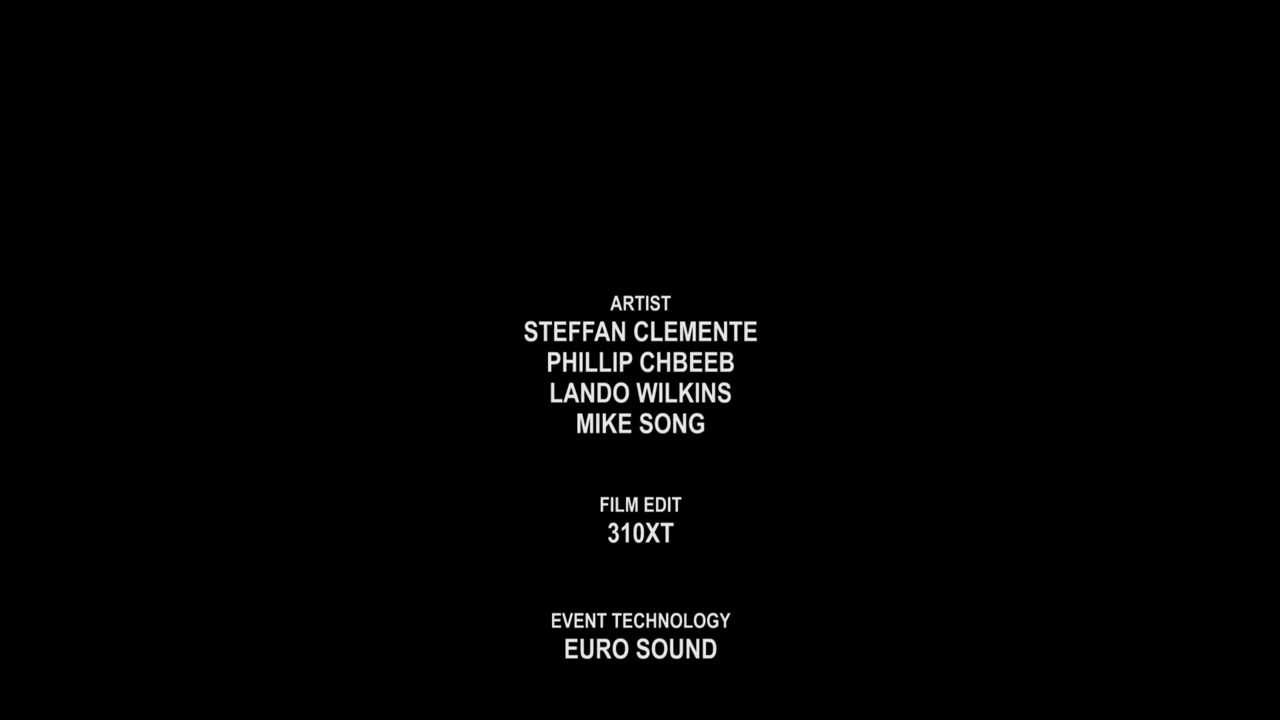 ARTIST
STEFFAN CLEMENTE
PHILLIP CHBEEB
LANDO WILKINS
MIKE SONG
FILM EDIT
310XT
EVENT TECHNOLOGY
EURO SOUND